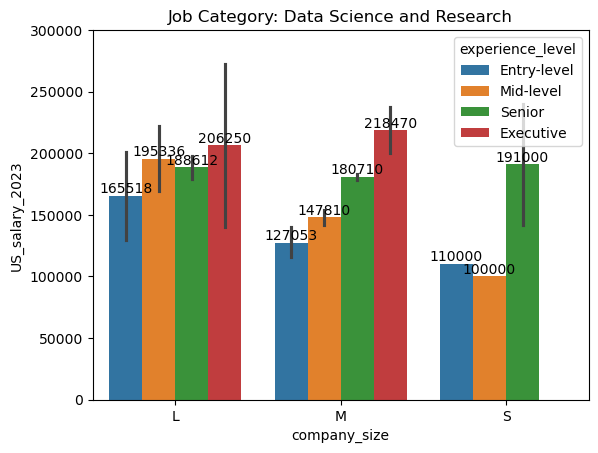 Job Category: Data Science and Research
US_salary_2023
300000
250000
200000
150000
100000
50000
0
experience_level
Entry-level
Mid-level
Senior
Executive
165518
195336
188612
206250
127053
147810
180710
218470
110000
100000
191000
L
M
S
company_size